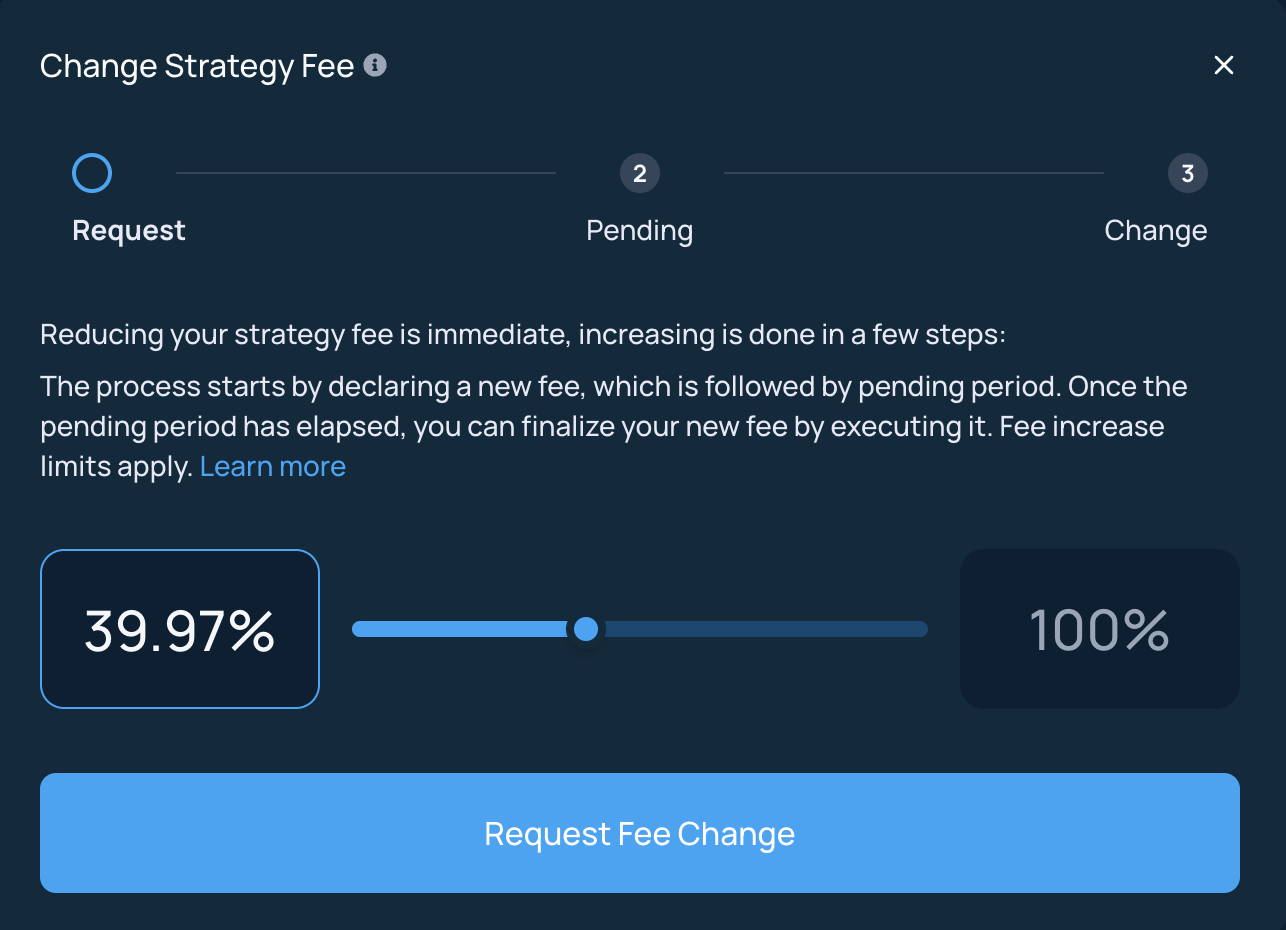 Change Strategy Fee
2
3
Request
Pending
Change
Reducing your strategy fee is immediate, increasing is done in a few steps:
The process starts by declaring a new fee, which is followed by pending period. Once the
pending period has elapsed, you can finalize your new fee by executing it. Fee increase
limits apply. Learn more
39.97%
100%
Request Fee Change